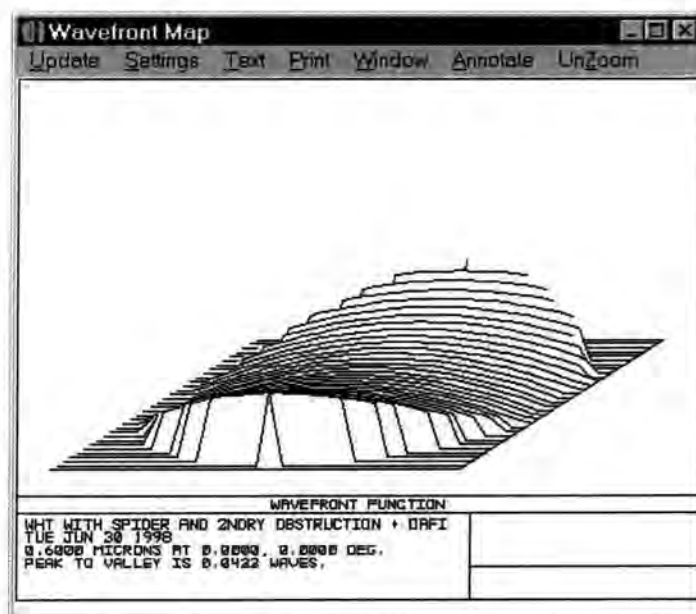 Wavefront Map
Update Settings Text Print Window Annotate UnZoom
WAVEFRONT FUNCTION
WHT WITH SPIDER AND 2NDRY OBSTRUCTION + OAFI
TUE JUN 30 1998
0.6000 MICRONS AT 0.0000, 0.0000 DEG.
PEAK TO VALLEY IS 0.0422 WAVES.